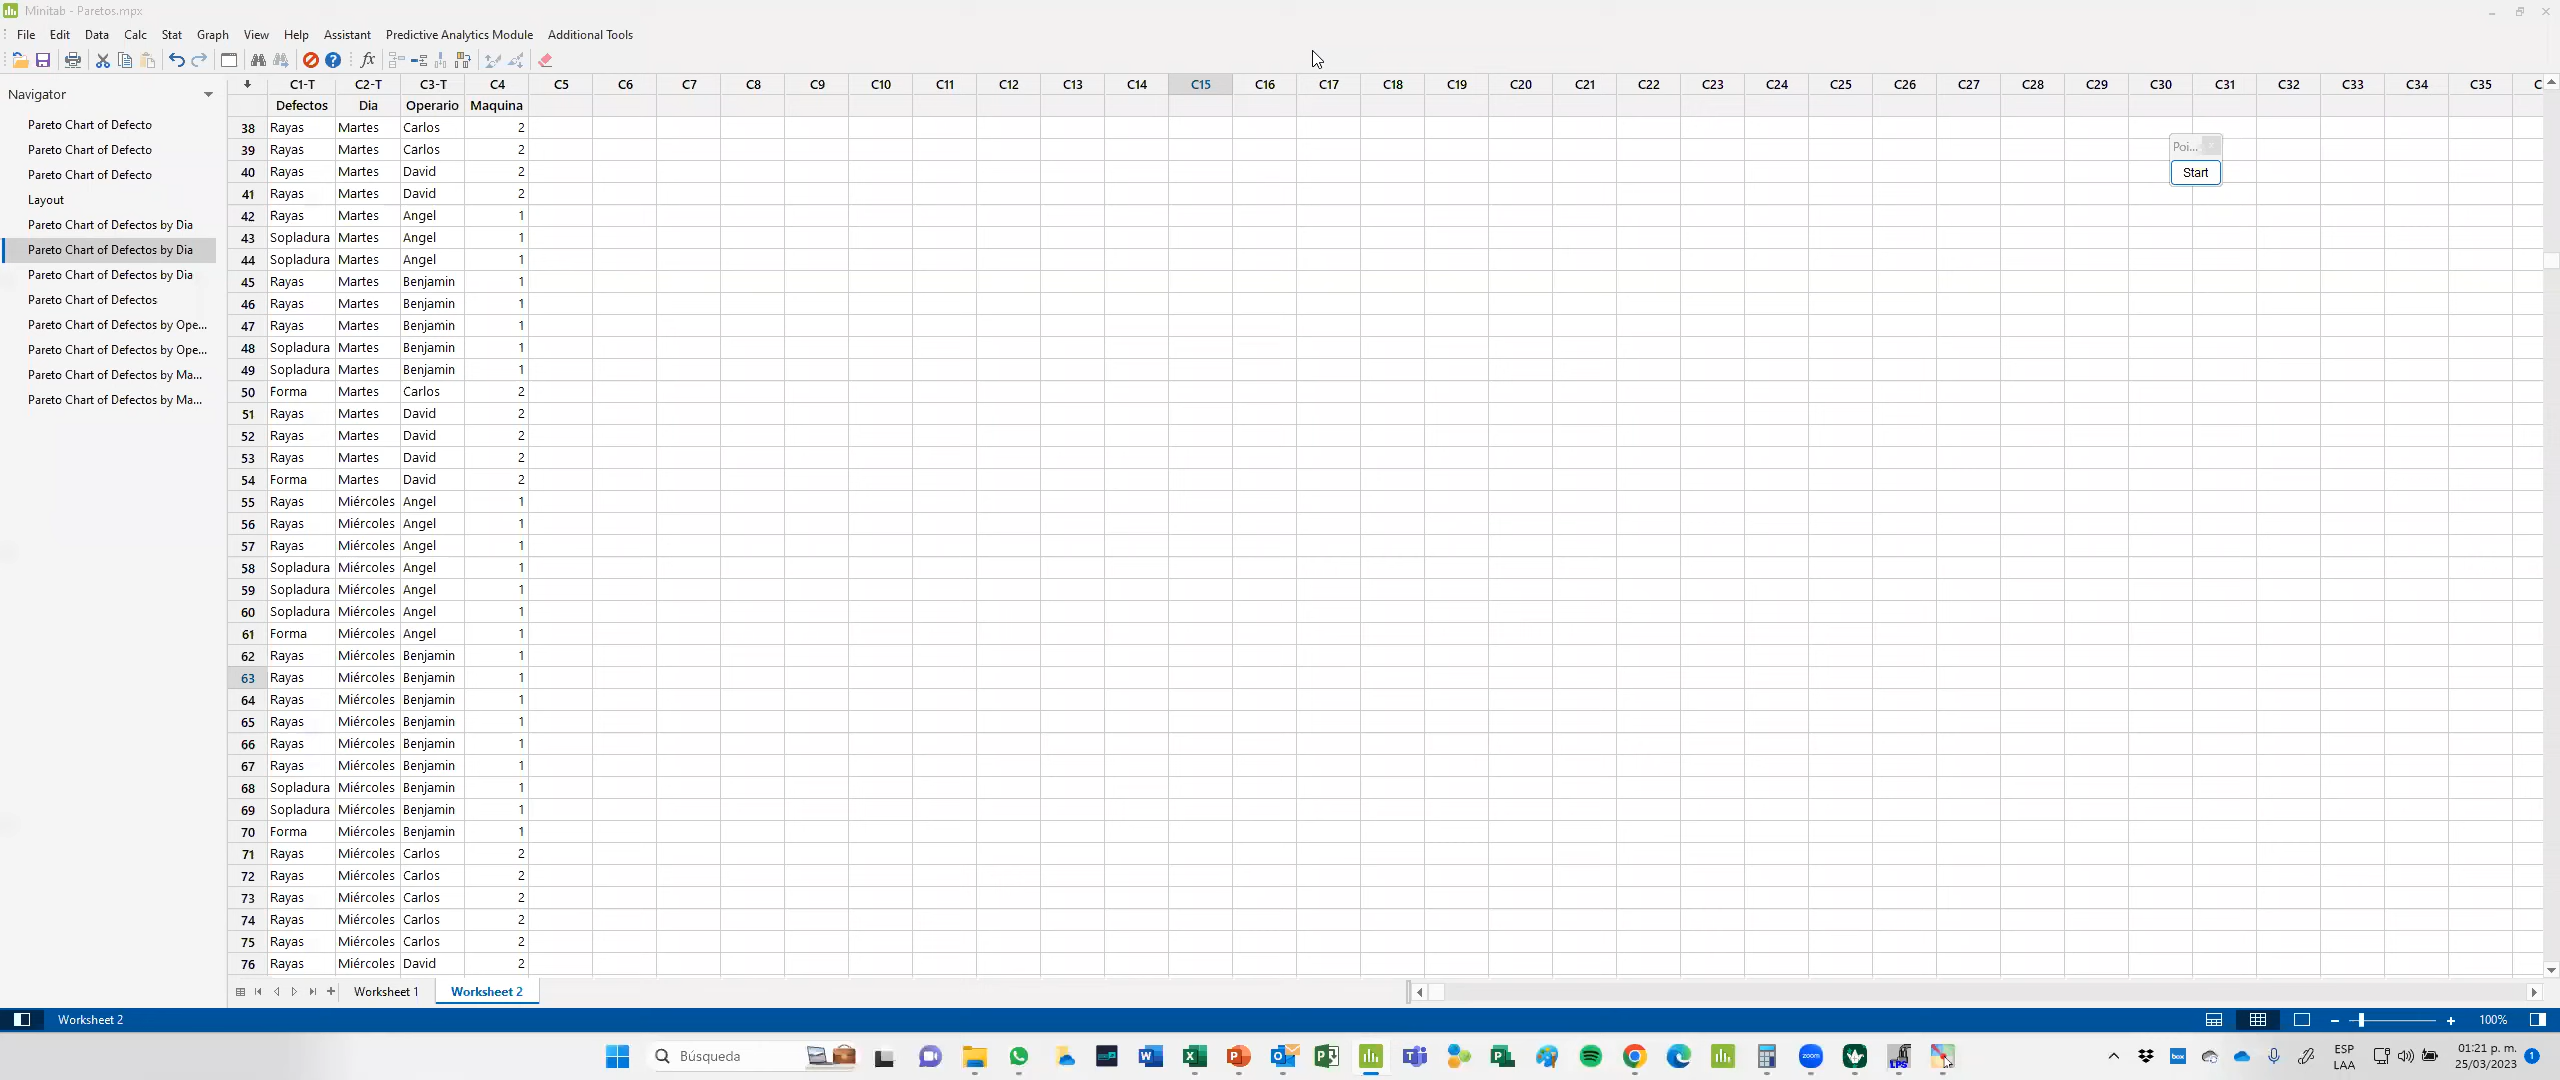 Minitab - Paretos.mpx
File Edit Data Calc Stat Graph View Help Assistant Predictive Analytics Module Additional Tools
Navigator
Pareto Chart of Defecto
Pareto Chart of Defecto
Pareto Chart of Defecto
Layout
Pareto Chart of Defectos by Dia
Pareto Chart of Defectos by Dia
Pareto Chart of Defectos by Dia
Pareto Chart of Defectos
Pareto Chart of Defectos by Ope...
Pareto Chart of Defectos by Ope...
Pareto Chart of Defectos by Ma...
Pareto Chart of Defectos by Ma...
C1-T C2-T C3-T C4 C5 C6 C7 C8 C9 C10 C11 C12 C13 C14 C15 C16 C17 C18 C19 C20 C21 C22 C23 C24 C25 C26 C27 C28 C29 C30 C31 C32 C33 C34 C35 C
Defectos Dia Operario Maquina
38 Rayas Martes Carlos 2
39 Rayas Martes Carlos 2
40 Rayas Martes David 2
41 Rayas Martes David 2
42 Rayas Martes Angel 1
43 Sopladura Martes Angel 1
44 Sopladura Martes Angel 1
45 Rayas Martes Benjamin 1
46 Rayas Martes Benjamin 1
47 Rayas Martes Benjamin 1
48 Sopladura Martes Benjamin 1
49 Sopladura Martes Benjamin 1
50 Forma Martes Carlos 2
51 Rayas Martes David 2
52 Rayas Martes David 2
53 Rayas Martes David 2
54 Forma Martes David 2
55 Rayas Miércoles Angel 1
56 Rayas Miércoles Angel 1
57 Rayas Miércoles Angel 1
58 Sopladura Miércoles Angel 1
59 Sopladura Miércoles Angel 1
60 Sopladura Miércoles Angel 1
61 Forma Miércoles Angel 1
62 Rayas Miércoles Benjamin 1
63 Rayas Miércoles Benjamin 1
64 Rayas Miércoles Benjamin 1
65 Rayas Miércoles Benjamin 1
66 Rayas Miércoles Benjamin 1
67 Rayas Miércoles Benjamin 1
68 Sopladura Miércoles Benjamin 1
69 Sopladura Miércoles Benjamin 1
70 Forma Miércoles Benjamin 1
71 Rayas Miércoles Carlos 2
72 Rayas Miércoles Carlos 2
73 Rayas Miércoles Carlos 2
74 Rayas Miércoles Carlos 2
75 Rayas Miércoles Carlos 2
76 Rayas Miércoles David 2
Poi...
Start
Worksheet 1 Worksheet 2
Worksheet 2
100%
Búsqueda
ESP
LAA
01:21 p. m.
25/03/2023
1